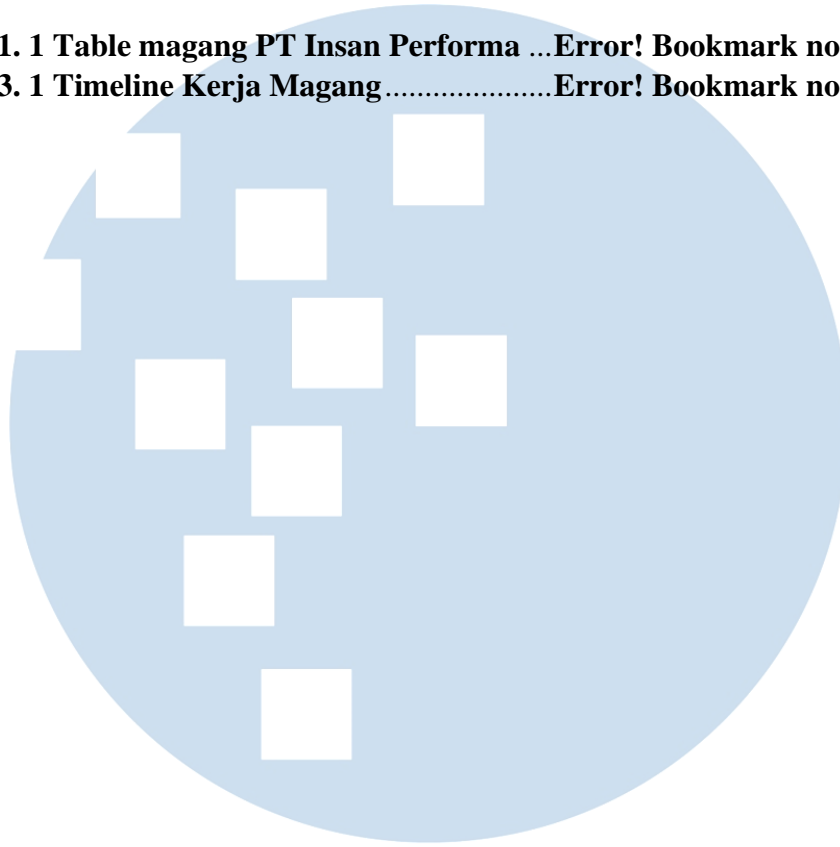 1. 1 Table magang PT Insan Performa ...Error! Bookmark no
3. 1 Timeline Kerja Magang.....................Error! Bookmark no